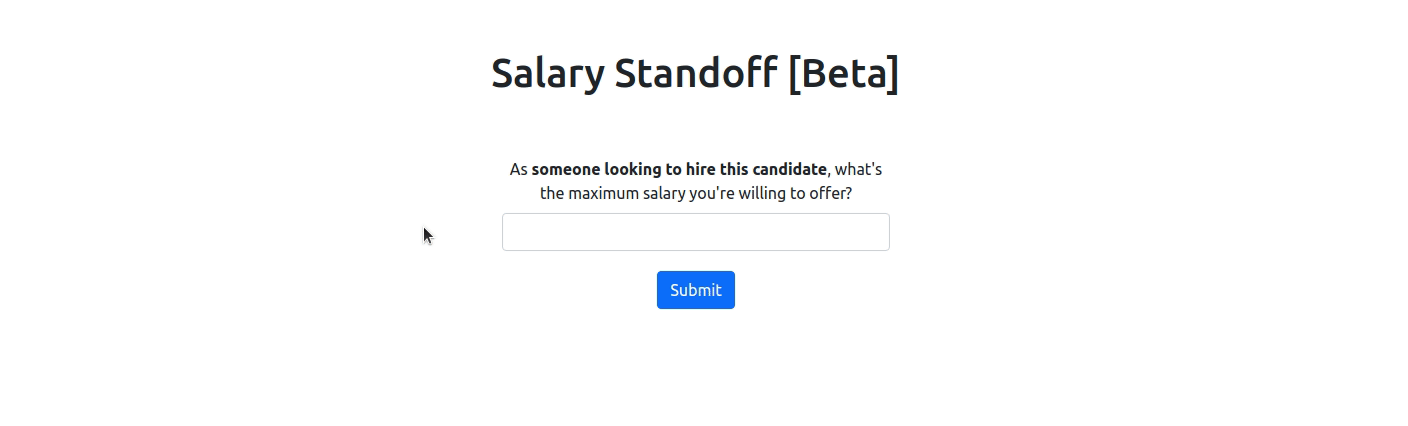 Salary Standoff [Beta]
As someone looking to hire this candidate, what's
the maximum salary you're willing to offer?
Submit